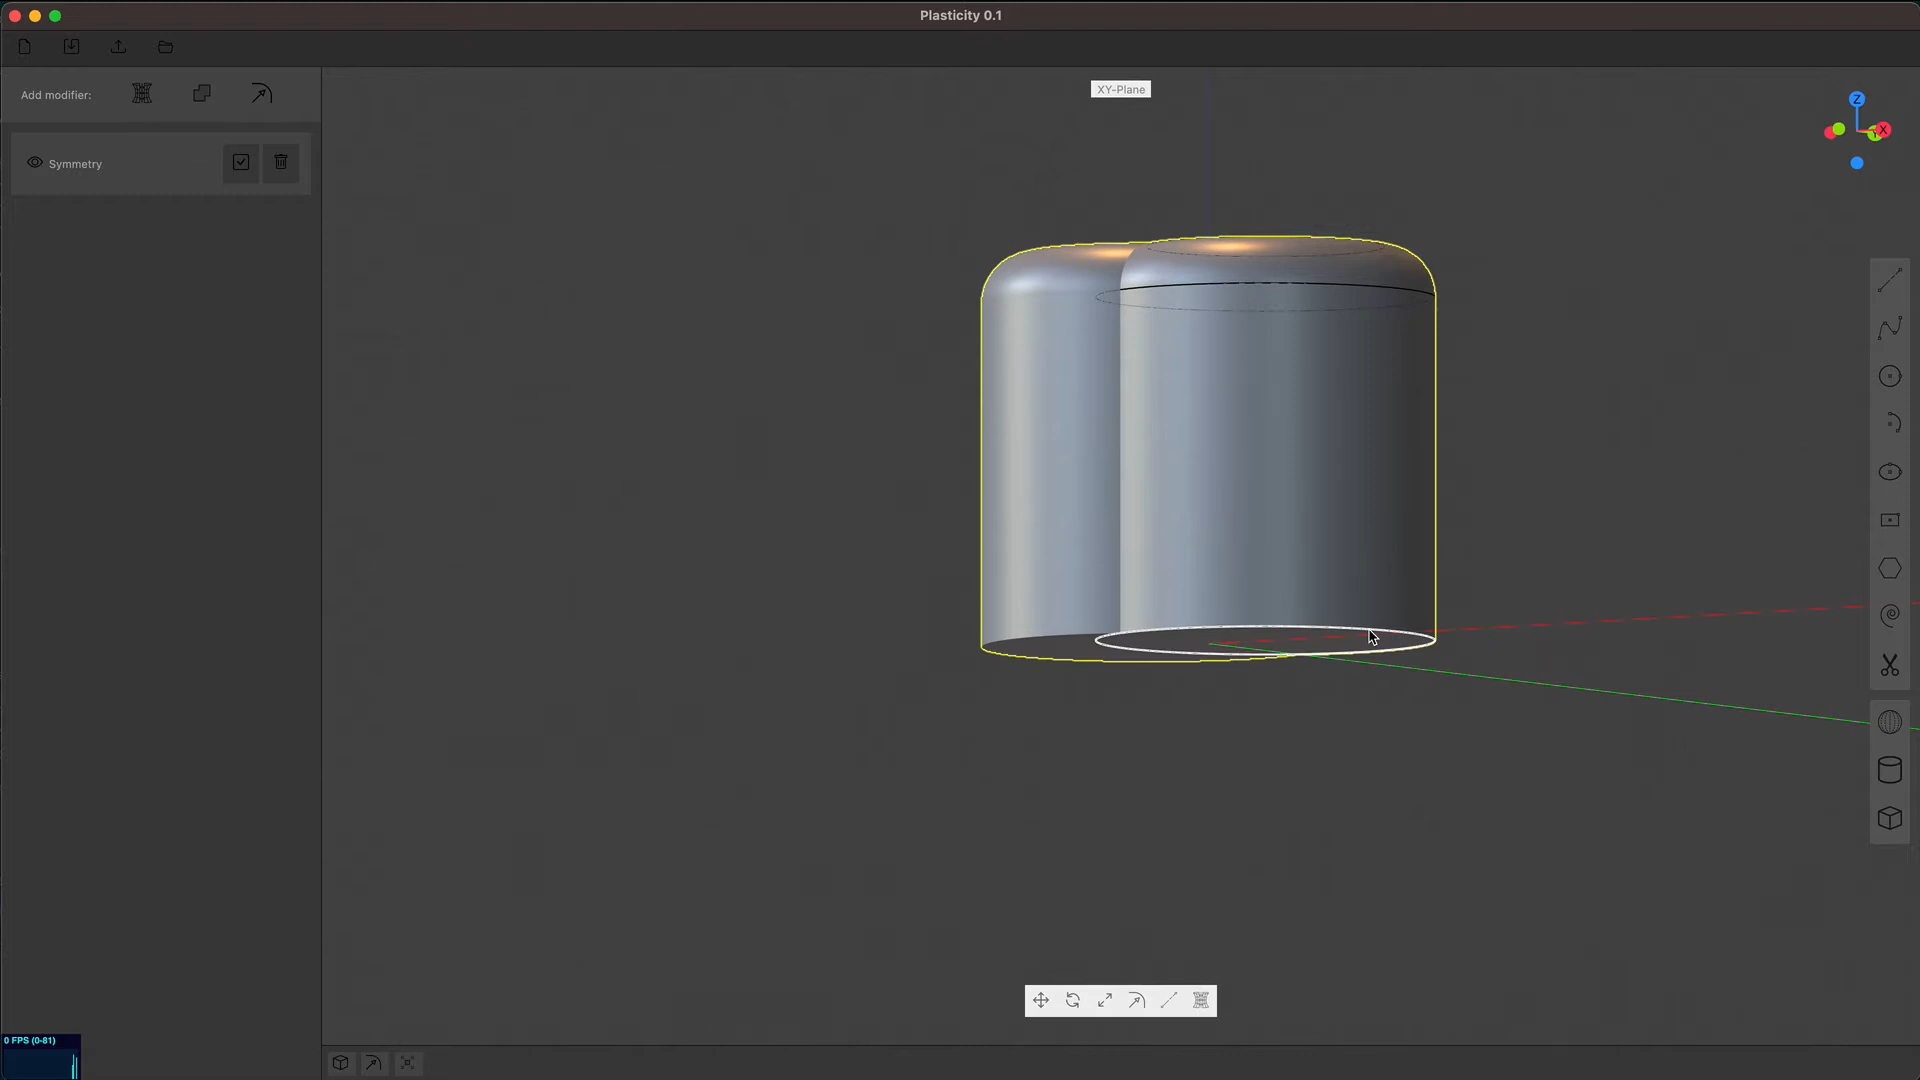 Plasticity 0.1
Add modifier:
XY-Plane
Z
X
Symmetry
0 FPS (0-81)